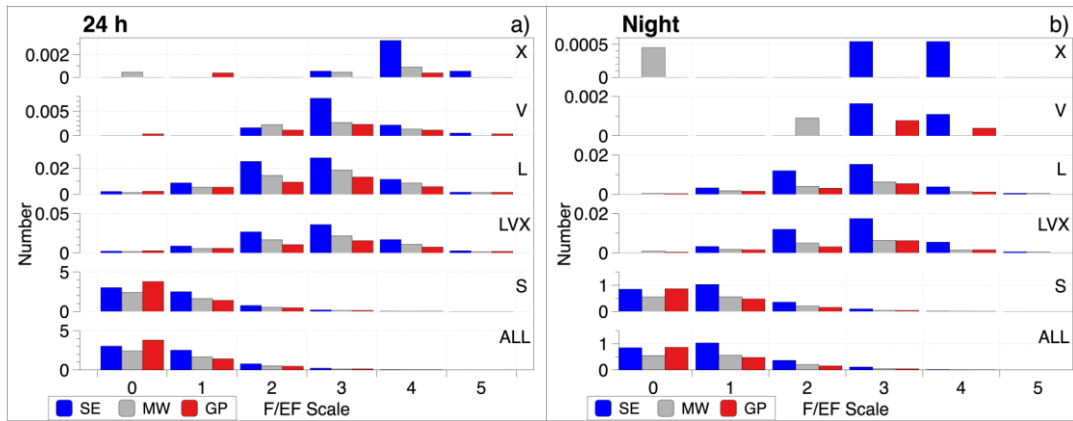 24 h
a)
X
0.002
0
V
0.005
0
L
0.02
0
LVX
0.05
0
S
5
0
ALL
5
0
Number
0 1 2 3 4 5
F/EF Scale
SE MW GP
Night
b)
X
0.0005
0
V
0.002
0
L
0.02
0
LVX
0.02
0
S
1
0
ALL
1
0
Number
0 1 2 3 4 5
F/EF Scale
SE MW GP